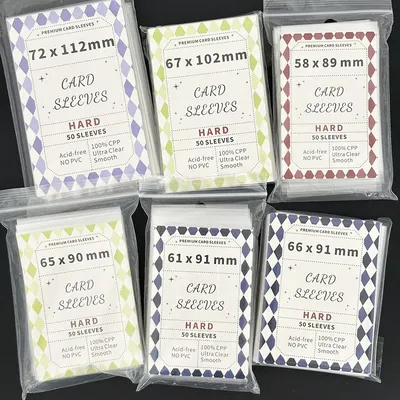 PREMIUM CARD SLEEVES
72 x 112mm
CARD
SLEEVES
HARD
50 SLEEVES
Acid-free
NO PVC
100% CPP
Ultra Clear
Smooth
PREMIUM CARD SLEEVES
67 x 102mm
CARD
SLEEVES
HARD
50 SLEEVES
Acid-free
NO PVC
100% CPP
Ultra Clear
Smooth
PREMIUM CARD SLEEVES
58 x 89 mm
CARD
SLEEVES
HARD
50 SLEEVES
Acid-free
NO PVC
100% CPP
Ultra Clear
Smooth
PREMIUM CARD SLEEVES
65 x 90 mm
CARD
SLEEVES
HARD
50 SLEEVES
Acid-free
NO PVC
100% CPP
Ultra Clear
Smooth
PREMIUM CARD SLEEVES
61 x 91 mm
CARD
SLEEVES
HARD
50 SLEEVES
Acid-free
NO PVC
100% CPP
Ultra Clear
Smooth
PREMIUM CARD SLEEVES
66 x 91 mm
CARD
SLEEVES
HARD
50 SLEEVES
Acid-free
NO PVC
100% CPP
Ultra Clear
Smooth